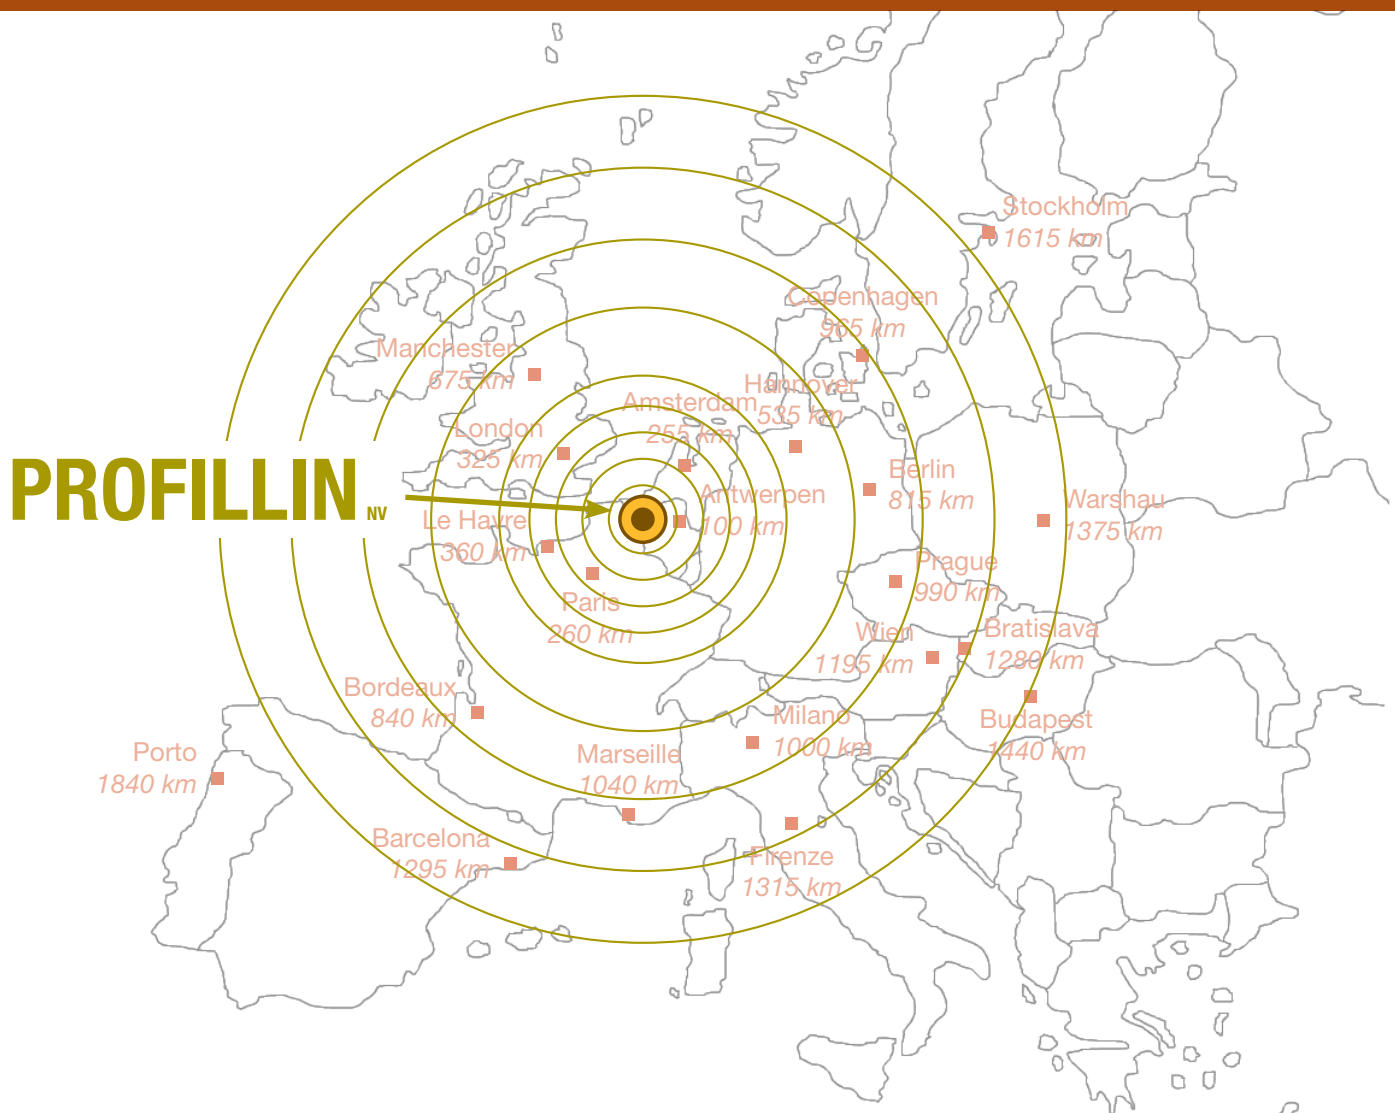 Stockholm
1615 km
Copenhagen
965 km
Manchester
675 km
Hannover
535 km
Amsterdam
255 km
London
325 km
Berlin
815 km
PROFILLIN NV
Antwerpen
100 km
Warshau
1375 km
Le Havre
360 km
Prague
990 km
Paris
260 km
Wien
1195 km
Bratislava
1280 km
Bordeaux
840 km
Milano
1000 km
Budapest
1440 km
Porto
1840 km
Marseille
1040 km
Barcelona
1295 km
Firenze
1315 km